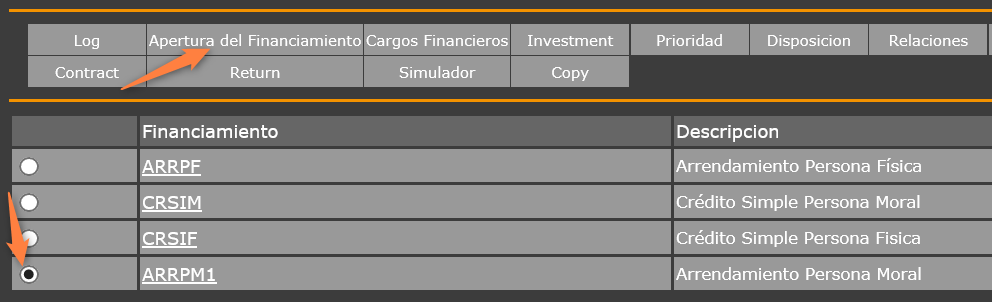 Log Apertura del Financiamiento Cargos Financieros Investment Prioridad Disposicion Relaciones
Contract Return Simulador Copy
Financiamiento Descripcion
ARRPF Arrendamiento Persona Física
CRSIM Crédito Simple Persona Moral
CRSIF Crédito Simple Persona Fisica
ARRPM1 Arrendamiento Persona Moral